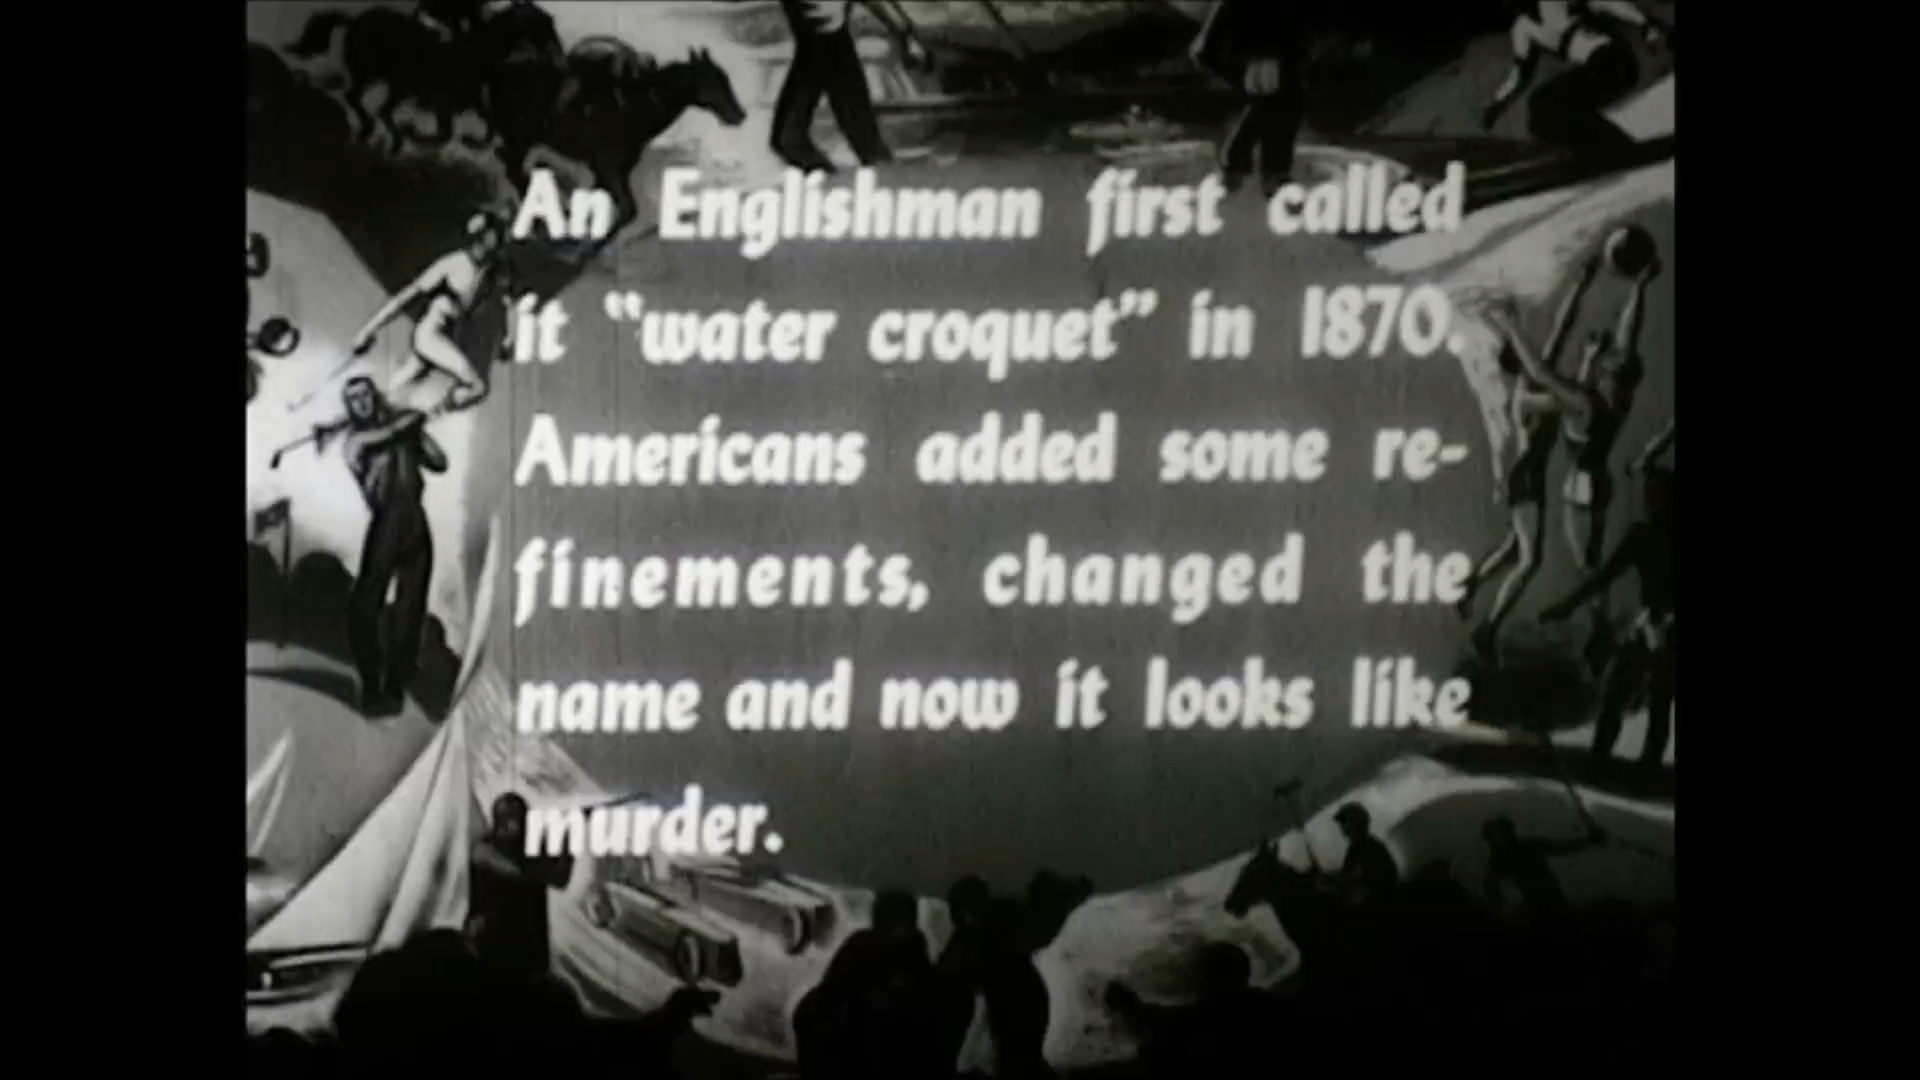 An Englishman first called
it "water croquet" in 1870.
Americans added some re-
finements, changed the
name and now it looks like
murder.